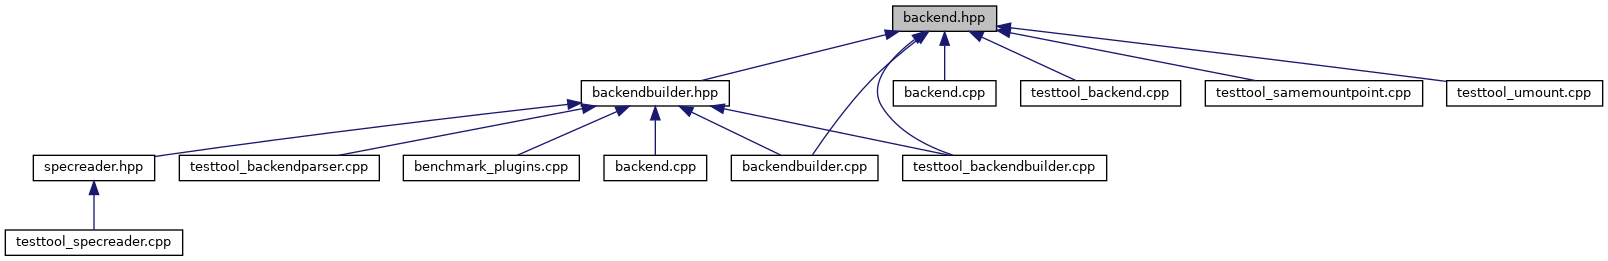 backend.hpp
backendbuilder.hpp
backend.cpp
testtool_backend.cpp
testtool_samemountpoint.cpp
testtool_umount.cpp
specreader.hpp
testtool_backendparser.cpp
benchmark_plugins.cpp
backend.cpp
backendbuilder.cpp
testtool_backendbuilder.cpp
testtool_specreader.cpp